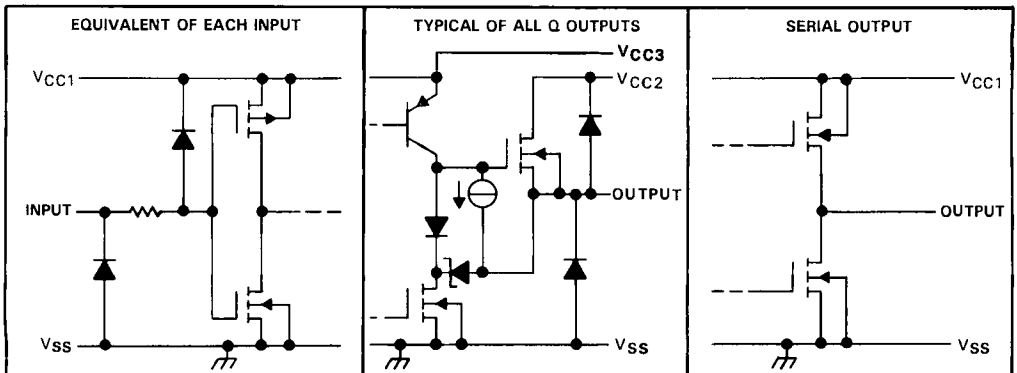 EQUIVALENT OF EACH INPUT
VCC1
INPUT
VSS
TYPICAL OF ALL Q OUTPUTS
VCC3
VCC2
OUTPUT
VSS
SERIAL OUTPUT
VCC1
OUTPUT
VSS